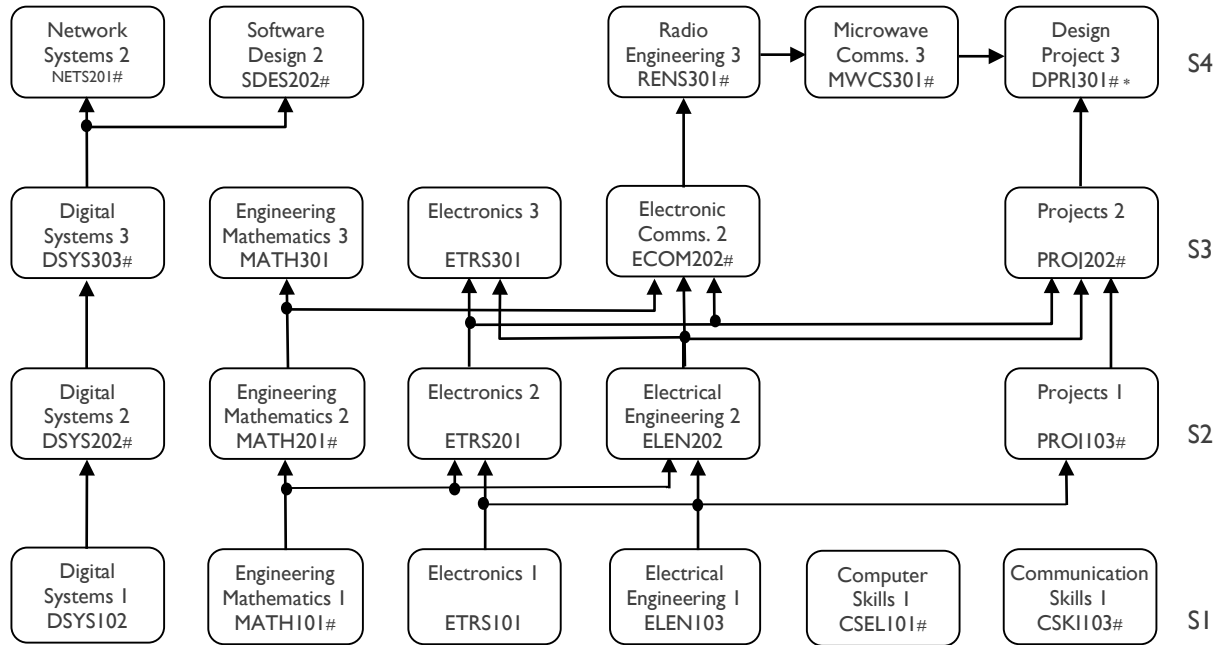 Network
Systems 2
NETS201#
Software
Design 2
SDES202#
Radio
Engineering 3
RENS301#
Microwave
Comms. 3
MWCS301#
Design
Project 3
DPRI301# *
S4
Digital
Systems 3
DSYS303#
Engineering
Mathematics 3
MATH301
Electronics 3
ETRS301
Electronic
Comms. 2
ECOM202#
Projects 2
PROJ202#
S3
Digital
Systems 2
DSYS202#
Engineering
Mathematics 2
MATH201#
Electronics 2
ETRS201
Electrical
Engineering 2
ELEN202
Projects 1
PROJ103#
S2
Digital
Systems 1
DSYS102
Engineering
Mathematics 1
MATH101#
Electronics 1
ETRS101
Electrical
Engineering 1
ELEN103
Computer
Skills 1
CSEL101#
Communication
Skills 1
CSKI103#
S1